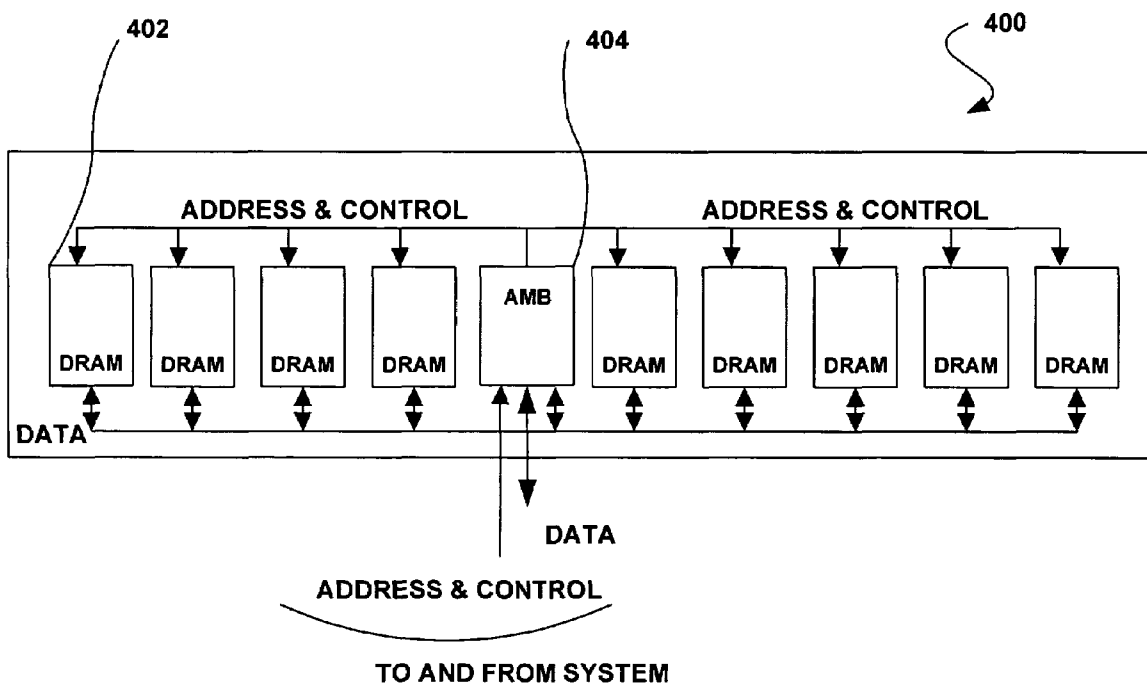 402
404
400
ADDRESS & CONTROL
ADDRESS & CONTROL
AMB
DRAM
DRAM
DRAM
DRAM
DRAM
DRAM
DRAM
DRAM
DRAM
DATA
DATA
ADDRESS & CONTROL
TO AND FROM SYSTEM